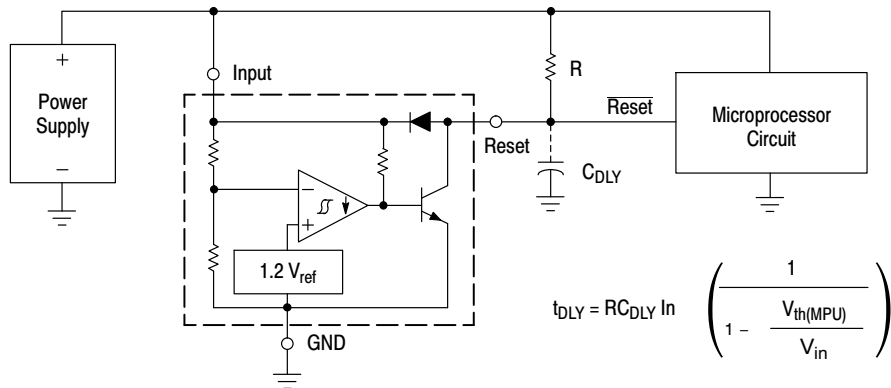 Input
R
Power
Supply
+
−
Reset
Reset
Microprocessor
Circuit
C_DLY
−
+
1.2 V_ref
GND
t_DLY = RC_DLY In ( 1 / ( 1 − V_th(MPU) / V_in ) )